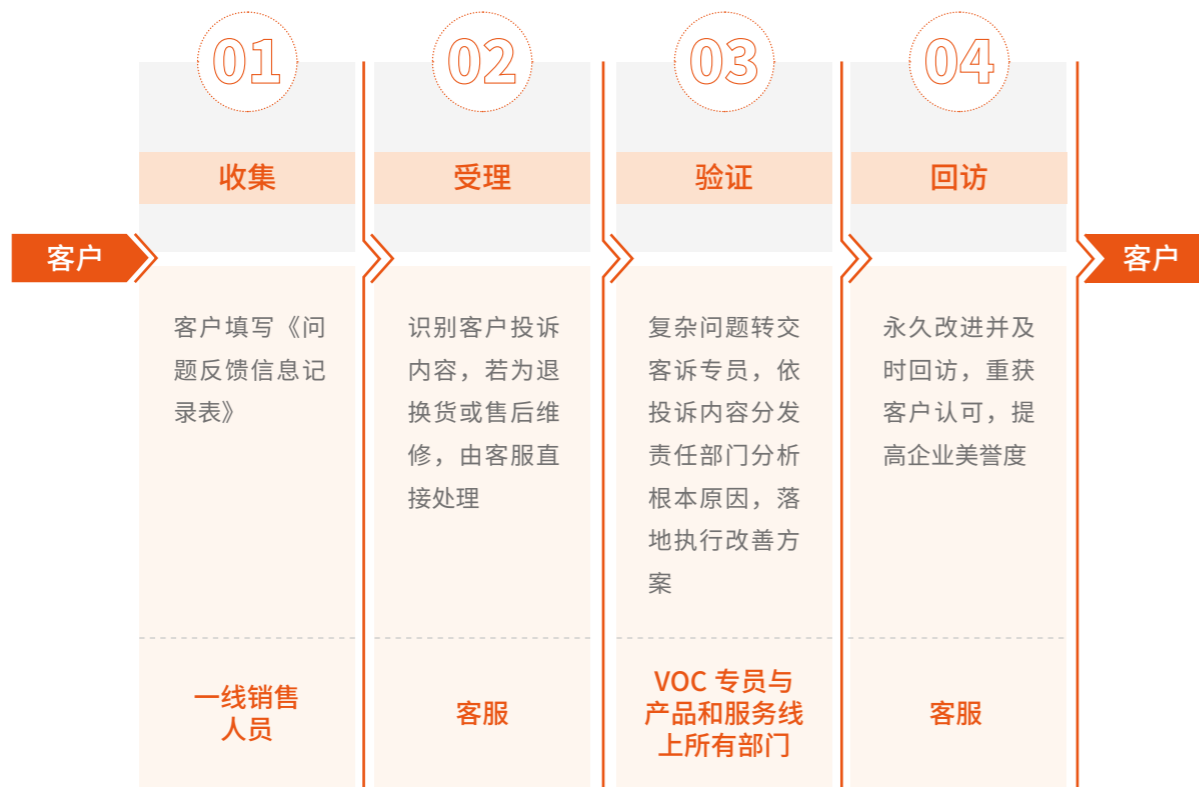 客户
01
收集
客户填写《问
题反馈信息记
录表》
一线销售
人员
02
受理
识别客户投诉
内容，若为退
换货或售后维
修，由客服直
接处理
客服
03
验证
复杂问题转交
客诉专员，依
投诉内容分发
责任部门分析
根本原因，落
地执行改善方
案
VOC 专员与
产品和服务线
上所有部门
04
回访
永久改进并及
时回访，重获
客户认可，提
高企业美誉度
客服
客户